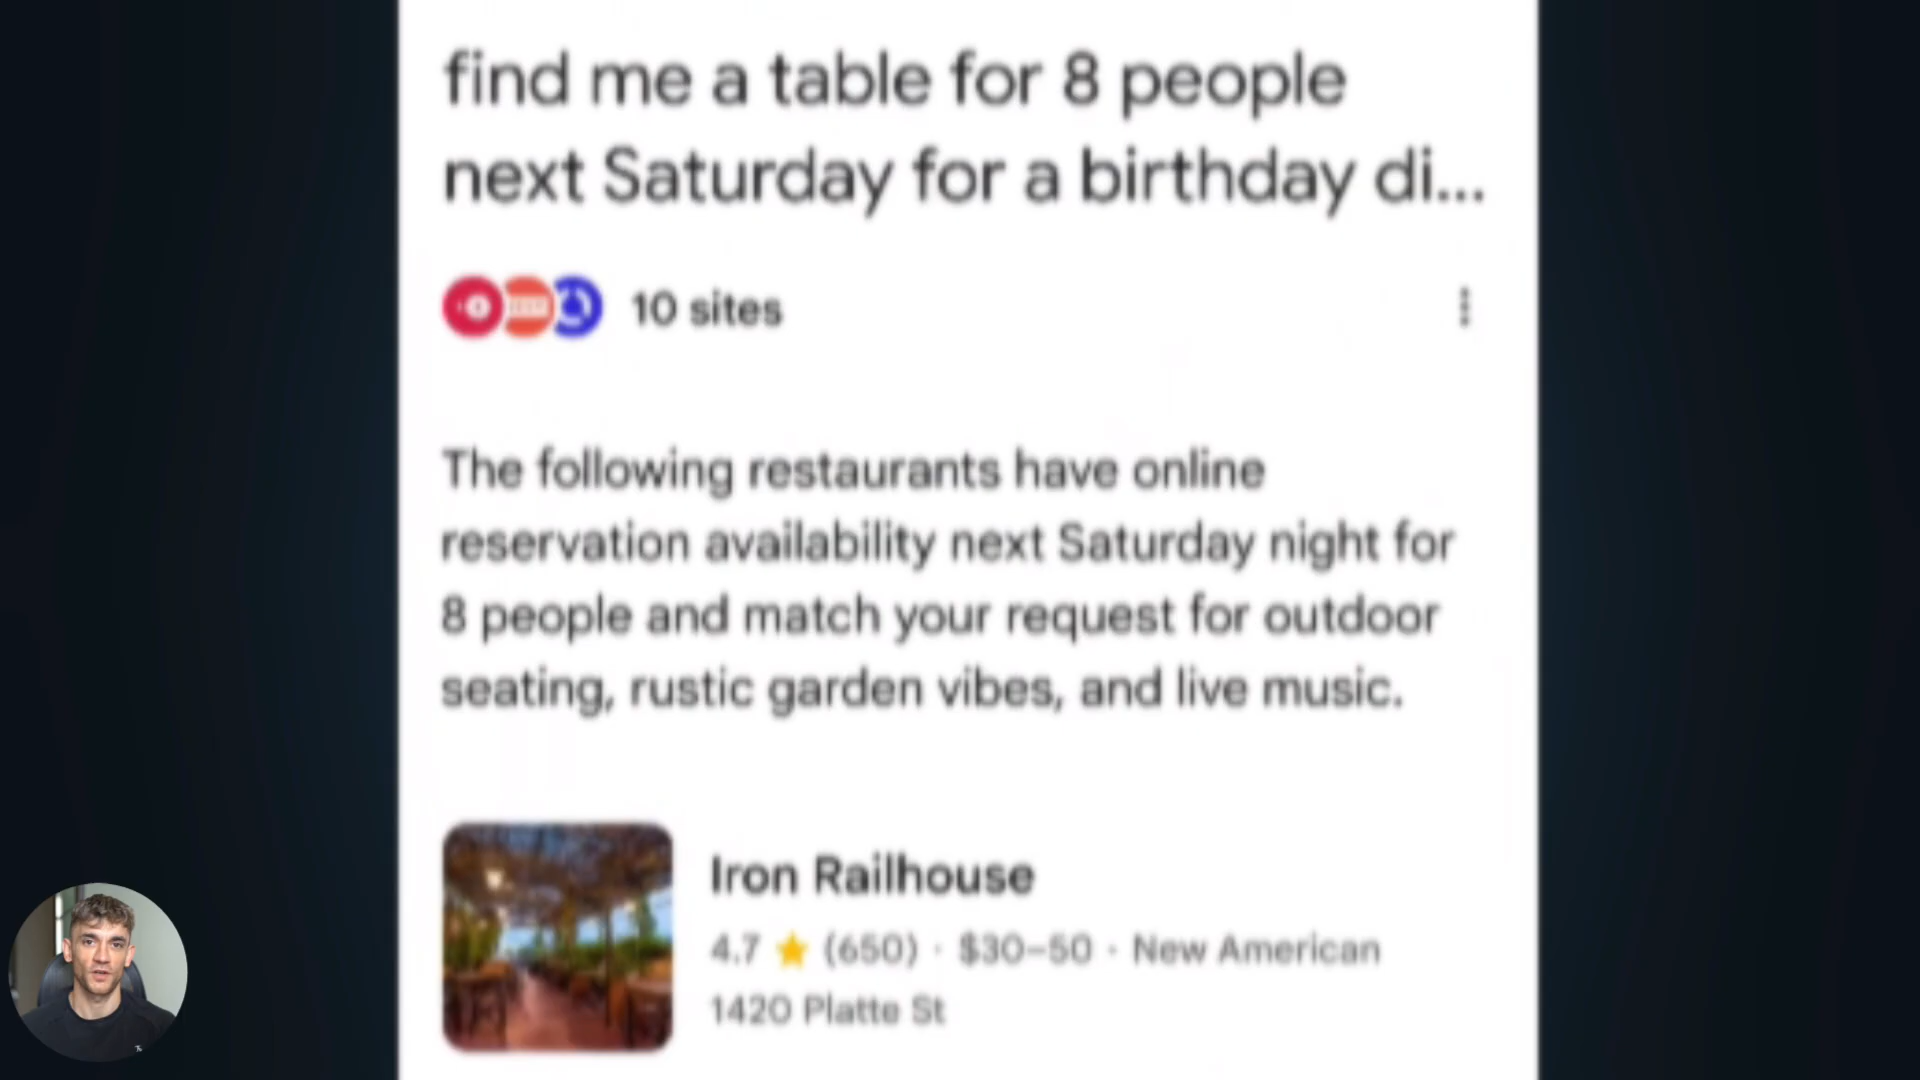 find me a table for 8 people
next Saturday for a birthday di...
10 sites
The following restaurants have online
reservation availability next Saturday night for
8 people and match your request for outdoor
seating, rustic garden vibes, and live music.
Iron Railhouse
4.7 ★ (650) · $30–50 · New American
1420 Platte St